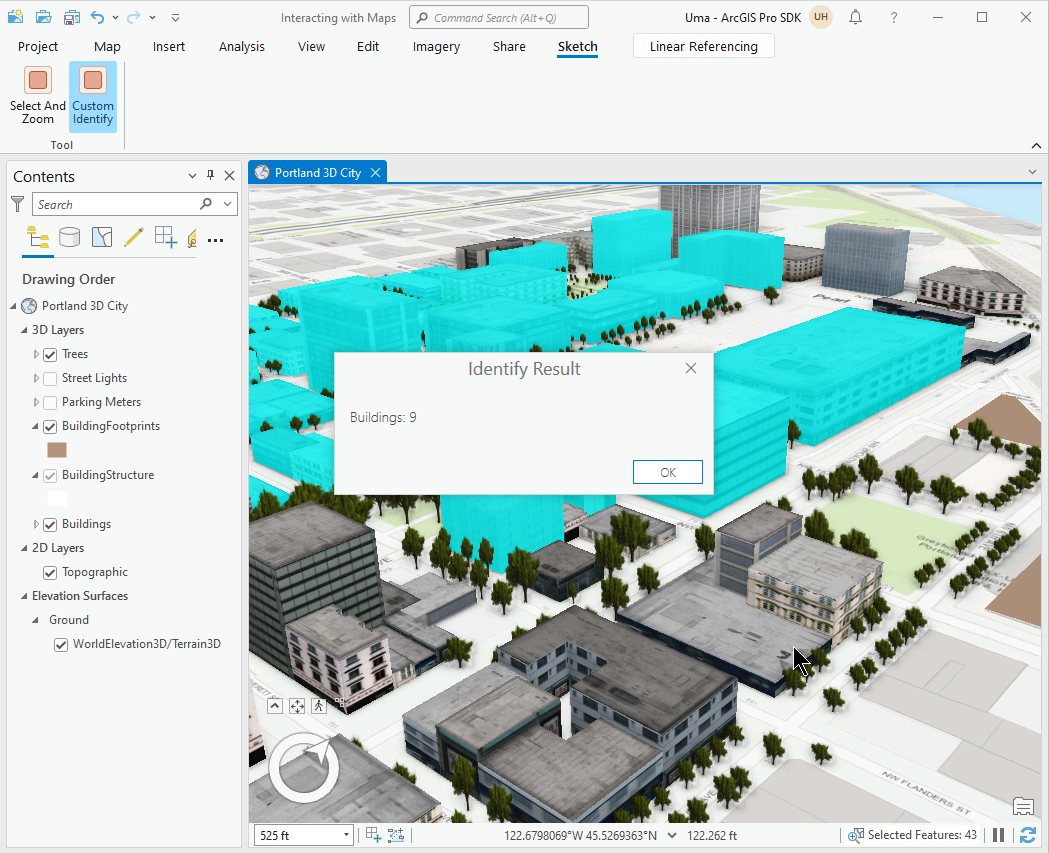 Interacting with Maps
Command Search (Alt+Q)
Uma - ArcGIS Pro SDK
UH
?
Project
Map
Insert
Analysis
View
Edit
Imagery
Share
Sketch
Linear Referencing
Select And
Zoom
Custom
Identify
Tool
Contents
Portland 3D City
Search
Drawing Order
Portland 3D City
3D Layers
Trees
Street Lights
Parking Meters
BuildingFootprints
BuildingStructure
Buildings
2D Layers
Topographic
Elevation Surfaces
Ground
WorldElevation3D/Terrain3D
Identify Result
Buildings: 9
OK
NW FLANDERS ST
525 ft
122.6798069°W 45.5269363°N
122.262 ft
Selected Features: 43